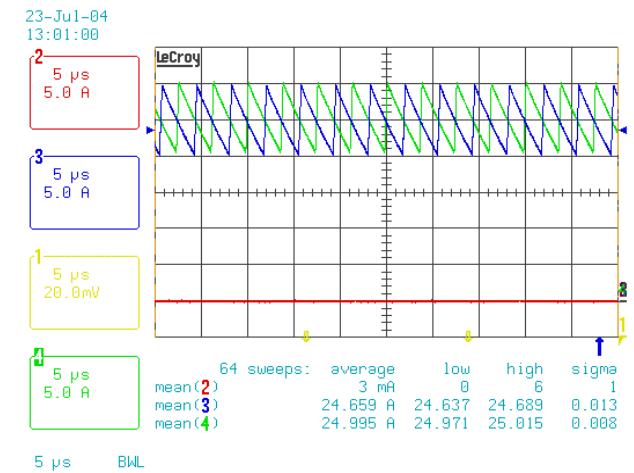 23-Jul-04
13:01:00
LeCroy
2
5 µs
5.0 A
3
5 µs
5.0 A
1
5 µs
20.0mV
4
5 µs
5.0 A
1
64 sweeps: average low high sigma
mean(2) 3 mA 0 6 1
mean(3) 24.659 A 24.637 24.689 0.013
mean(4) 24.995 A 24.971 25.015 0.008
5 µs BWL